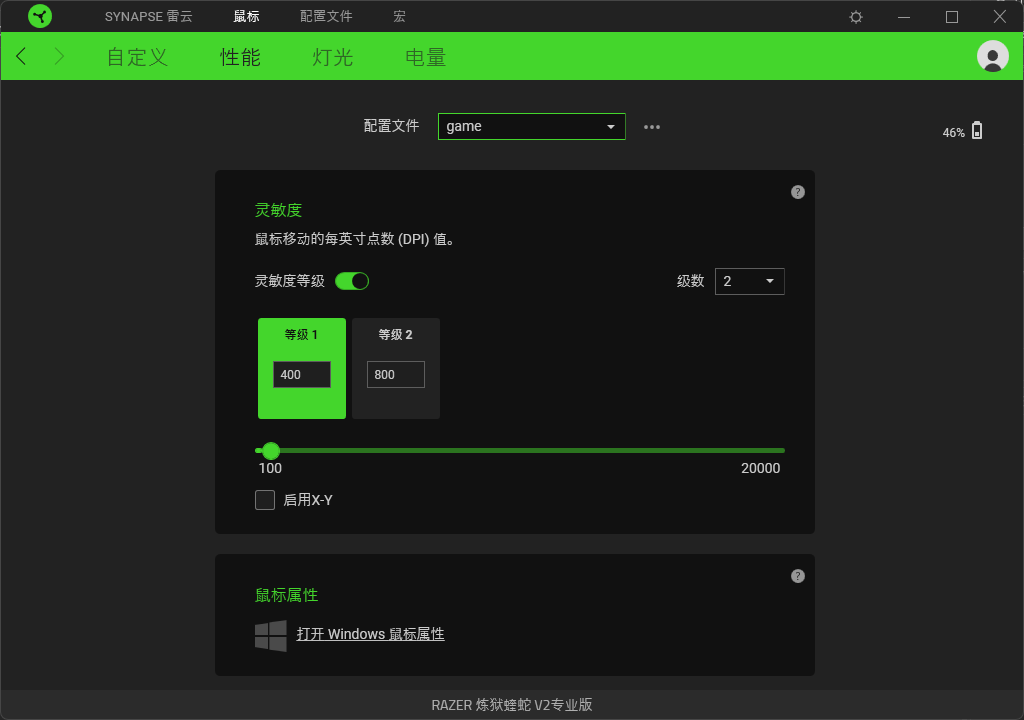 SYNAPSE 雷云 鼠标 配置文件 宏
自定义 性能 灯光 电量
配置文件 game
46%
灵敏度
鼠标移动的每英寸点数 (DPI) 值。
灵敏度等级 级数 2
等级 1 等级 2
400 800
100 20000
启用X-Y
鼠标属性
打开 Windows 鼠标属性
RAZER 炼狱蝰蛇 V2专业版